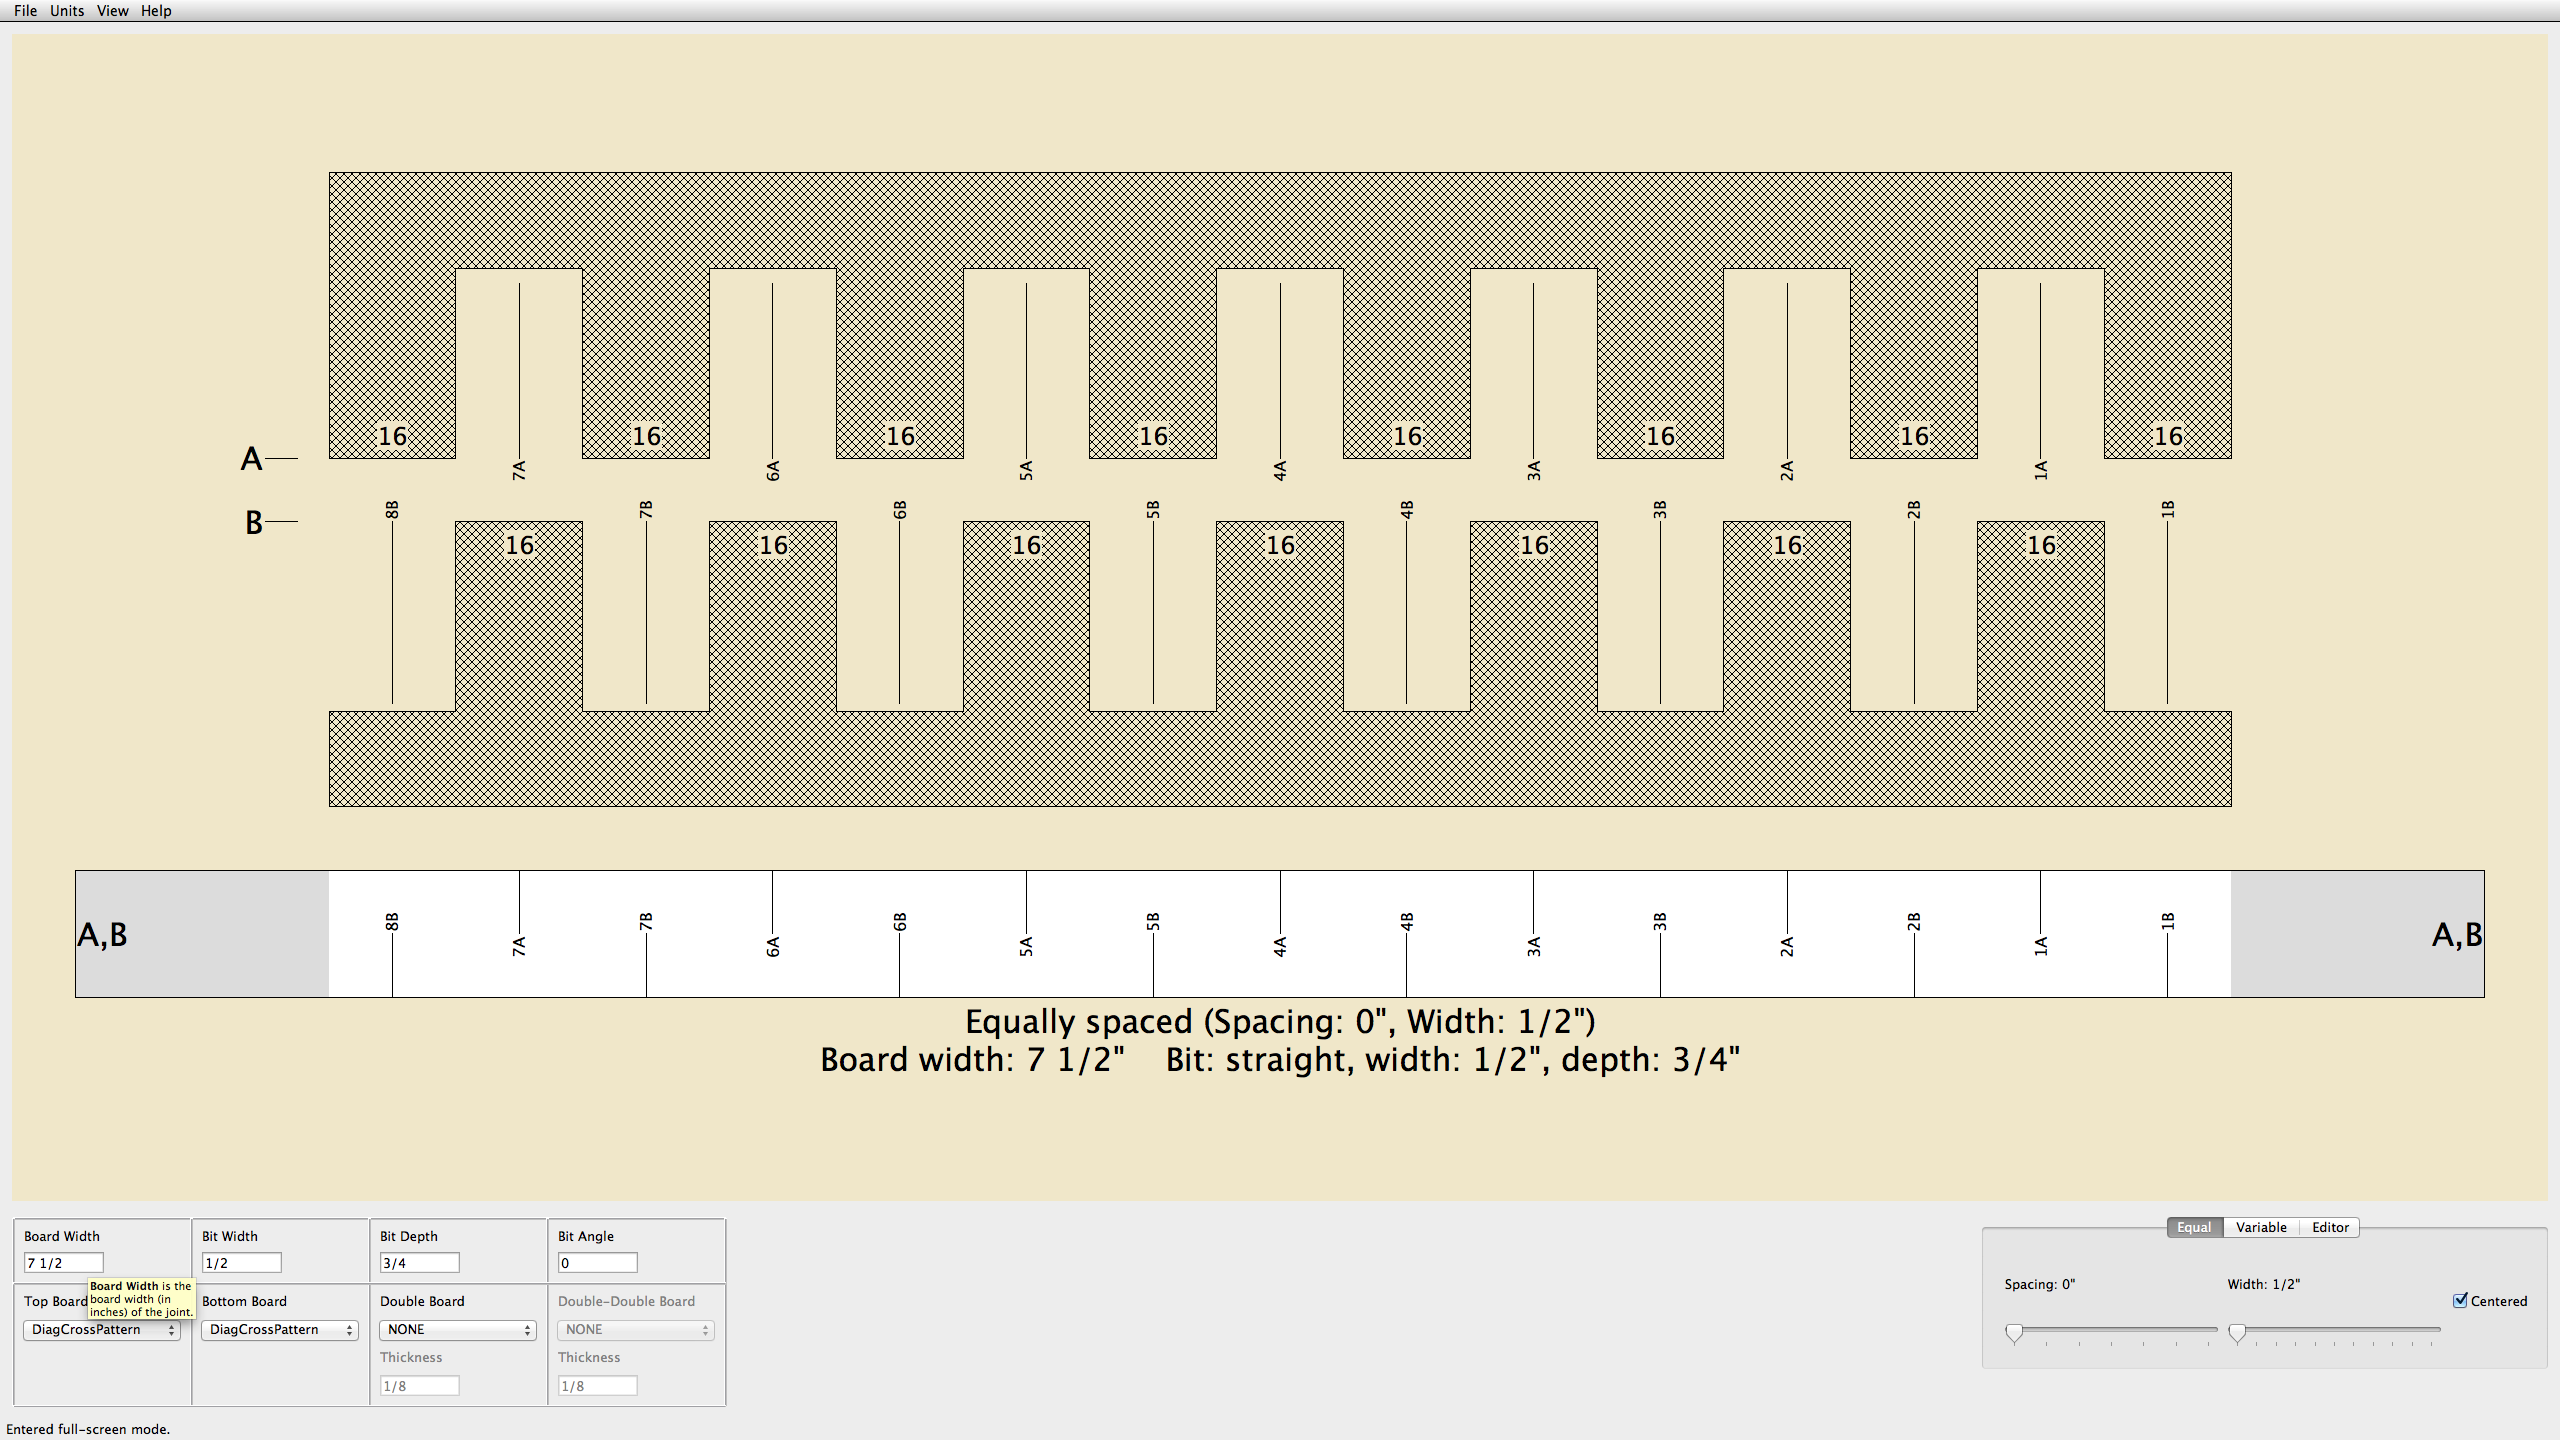 File Units View Help
16 16 16 16 16 16 16 16
A
7A 6A 5A 4A 3A 2A 1A
8B 7B 6B 5B 4B 3B 2B 1B
B
16 16 16 16 16 16 16
A,B 8B 7A 7B 6A 6B 5A 5B 4A 4B 3A 3B 2A 2B 1A 1B A,B
Equally spaced (Spacing: 0", Width: 1/2")
Board width: 7 1/2" Bit: straight, width: 1/2", depth: 3/4"
Board Width Bit Width Bit Depth Bit Angle
7 1/2 1/2 3/4 0
Board Width is the
board width (in
inches) of the joint.
Top Board Bottom Board Double Board Double-Double Board
DiagCrossPattern DiagCrossPattern NONE NONE
Thickness Thickness
1/8 1/8
Equal Variable Editor
Spacing: 0" Width: 1/2"
Centered
Entered full-screen mode.